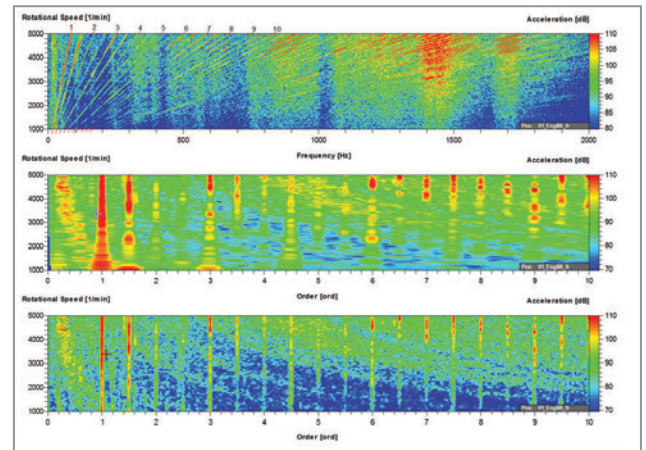 Rotational Speed [1/min] Acceleration [dB]
1 2 3 4 5 6 7 8 9 10
5000 110
4000 100
3000
2000 90
1000 80
0 500 1000 1500 2000
Frequency [Hz]
Rotational Speed [1/min] Acceleration [dB]
5000 110
4000 100
3000 90
2000 80
1000 70
0 1 2 3 4 5 6 7 8 9 10
Order [ord]
Rotational Speed [1/min] Acceleration [dB]
5000 110
4000 100
3000 90
2000 80
1000 70
0 1 2 3 4 5 6 7 8 9 10
Order [ord]